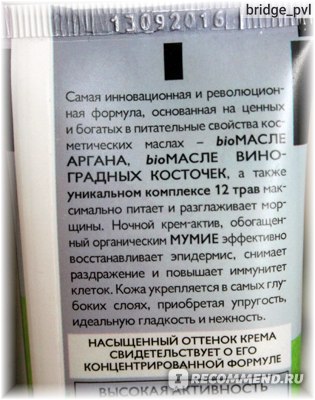 bridge_pvl
13092016
Самая инновационная и революцион-
ная формула, основанная на ценных
и богатых в питательные свойства кос-
метических маслах – bioМАСЛЕ
АРГАНА, bioМАСЛЕ ВИНО-
ГРАДНЫХ КОСТОЧЕК, а также
уникальном комплексе 12 трав мак-
симально питает и разглаживает мор-
щины. Ночной крем-актив, обогащен-
ный органическим МУМИЕ эффективно
восстанавливает эпидермис, снимает
раздражение и повышает иммунитет
клеток. Кожа укрепляется в самых глу-
боких слоях, приобретая упругость,
идеальную гладкость и нежность.
НАСЫЩЕННЫЙ ОТТЕНОК КРЕМА
СВИДЕТЕЛЬСТВУЕТ О ЕГО
КОНЦЕНТРИРОВАННОЙ ФОРМУЛЕ
ВЫСОКАЯ АКТИВНОСТЬ
IRECOMMEND.RU